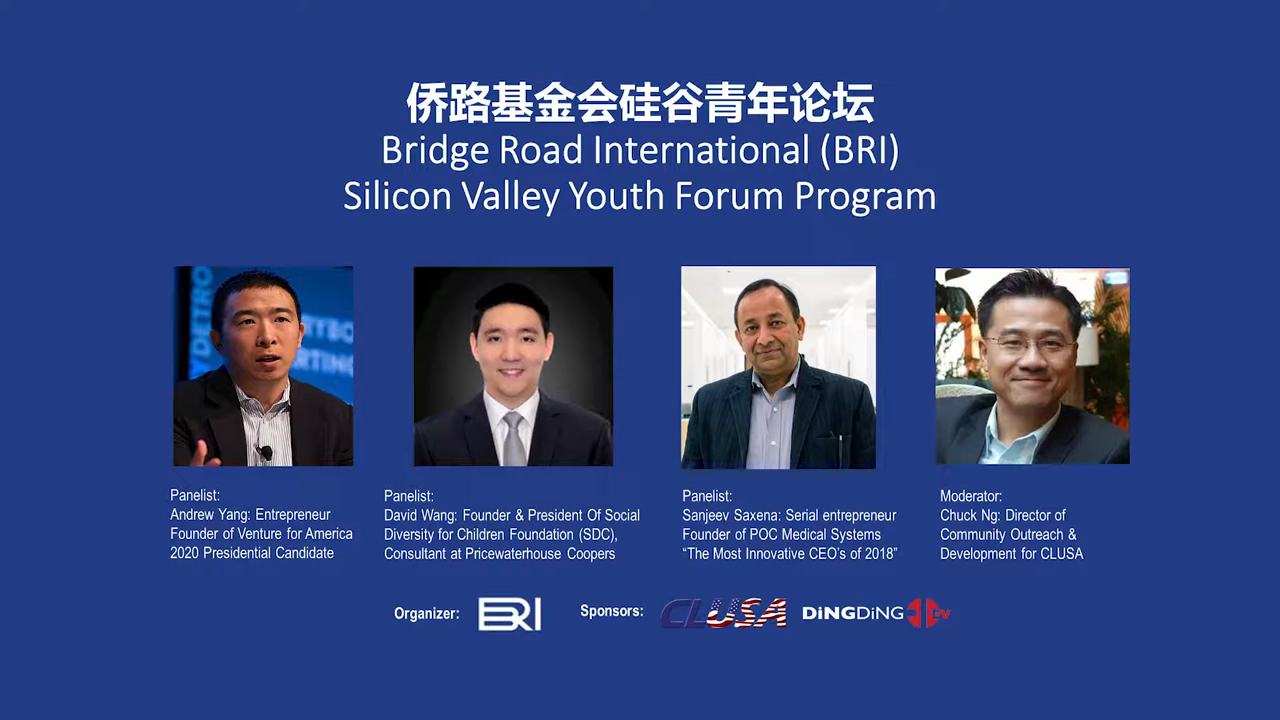 侨路基金会硅谷青年论坛
Bridge Road International (BRI)
Silicon Valley Youth Forum Program
Panelist:
Andrew Yang: Entrepreneur
Founder of Venture for America
2020 Presidential Candidate
Panelist:
David Wang: Founder & President Of Social
Diversity for Children Foundation (SDC),
Consultant at Pricewaterhouse Coopers
Panelist:
Sanjeev Saxena: Serial entrepreneur
Founder of POC Medical Systems
“The Most Innovative CEO’s of 2018”
Moderator:
Chuck Ng: Director of
Community Outreach &
Development for CLUSA
Organizer: BRI Sponsors: CLUSA DiNGDiNG TV